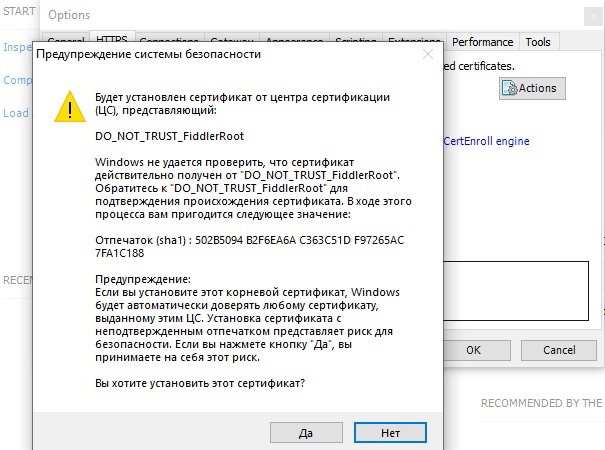 START
Options
General HTTPS Connections Gateway Appearance Scripting Extensions Performance Tools
Inspe
Comp
Load
Предупреждение системы безопасности
ed certificates.
Actions
CertEnroll engine
Будет установлен сертификат от центра сертификации
(ЦС), представляющий:
DO_NOT_TRUST_FiddlerRoot
Windows не удается проверить, что сертификат
действительно получен от "DO_NOT_TRUST_FiddlerRoot".
Обратитесь к "DO_NOT_TRUST_FiddlerRoot" для
подтверждения происхождения сертификата. В ходе этого
процесса вам пригодится следующее значение:
Отпечаток (sha1) : 502B5094 B2F6EA6A C363C51D F97265AC
7FA1C188
Предупреждение:
Если вы установите этот корневой сертификат, Windows
будет автоматически доверять любому сертификату,
выданному этим ЦС. Установка сертификата с
неподтвержденным отпечатком представляет риск для
безопасности. Если вы нажмете кнопку "Да", вы
принимаете на себя этот риск.
Вы хотите установить этот сертификат?
Да Нет
OK Cancel
RECEN
RECOMMENDED BY THE